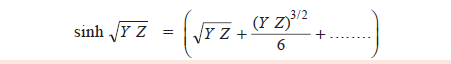 sinh √Y Z = (√Y Z + (Y Z)^3/2 / 6 + ........)